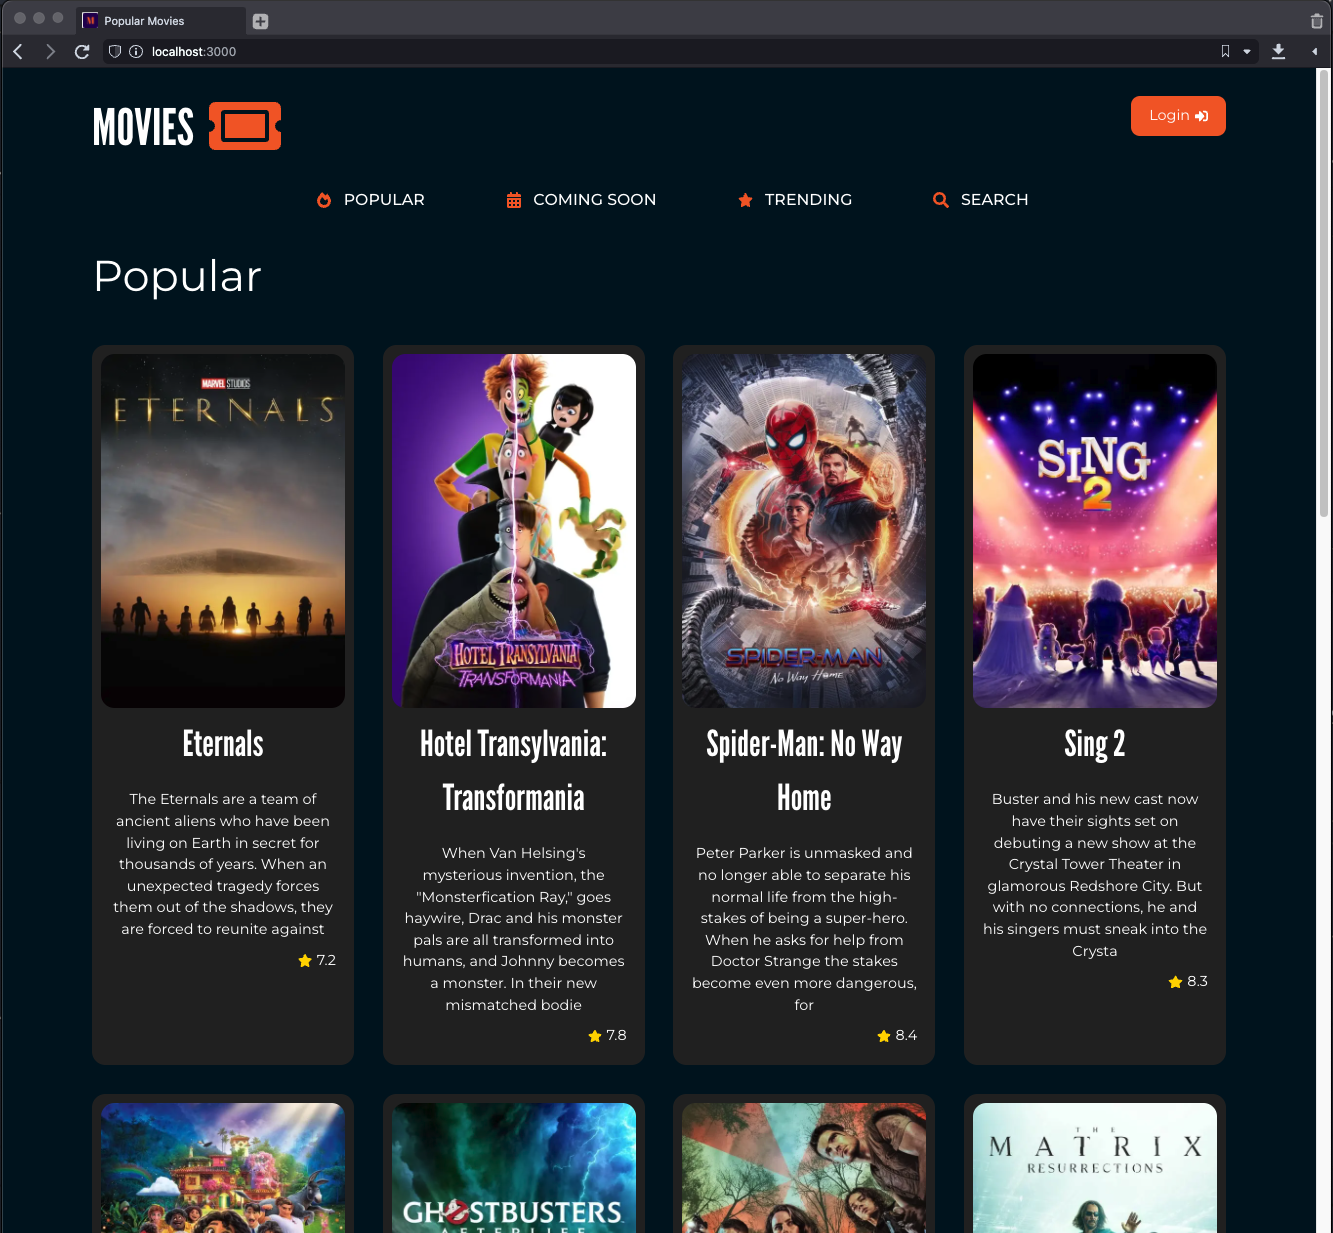 Popular Movies
localhost:3000
MOVIES
Login
POPULAR
COMING SOON
TRENDING
SEARCH
Popular
MARVEL STUDIOS
ETERNALS
Eternals
The Eternals are a team of
ancient aliens who have been
living on Earth in secret for
thousands of years. When an
unexpected tragedy forces
them out of the shadows, they
are forced to reunite against
7.2
HOTEL TRANSYLVANIA
TRANSFORMANIA
Hotel Transylvania:
Transformania
When Van Helsing's
mysterious invention, the
"Monsterfication Ray," goes
haywire, Drac and his monster
pals are all transformed into
humans, and Johnny becomes
a monster. In their new
mismatched bodie
7.8
SPIDER-MAN
No Way Home
Spider-Man: No Way
Home
Peter Parker is unmasked and
no longer able to separate his
normal life from the high-
stakes of being a super-hero.
When he asks for help from
Doctor Strange the stakes
become even more dangerous,
for
8.4
SING
2
Sing 2
Buster and his new cast now
have their sights set on
debuting a new show at the
Crystal Tower Theater in
glamorous Redshore City. But
with no connections, he and
his singers must sneak into the
Crysta
8.3
GHOSTBUSTERS
AFTERLIFE
THE
MATRIX
RESURRECTIONS